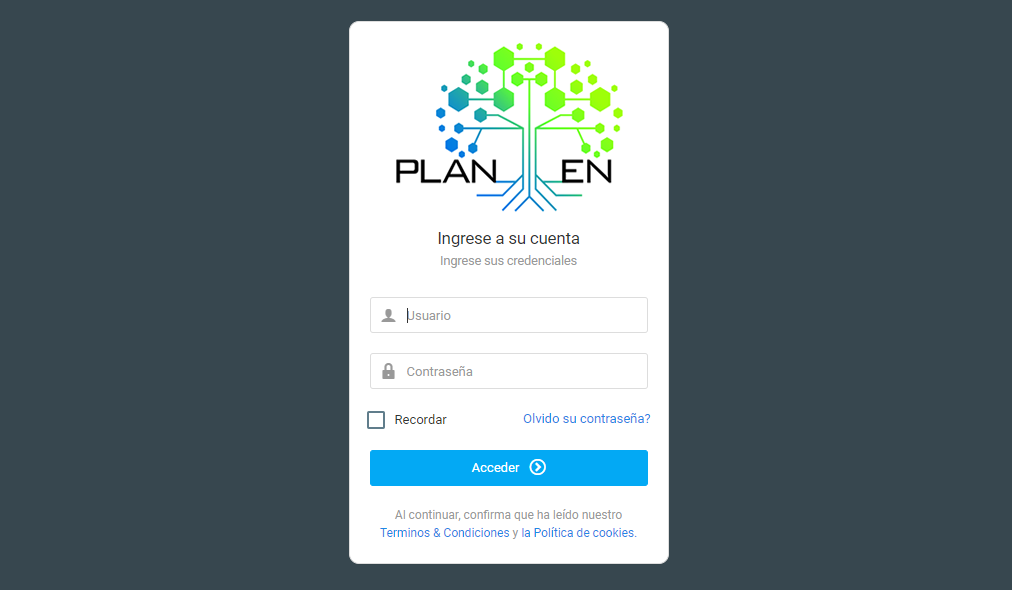 PLAN EN
Ingrese a su cuenta
Ingrese sus credenciales
Usuario
Contraseña
Recordar
Olvido su contraseña?
Acceder
Al continuar, confirma que ha leído nuestro
Terminos & Condiciones y la Política de cookies.